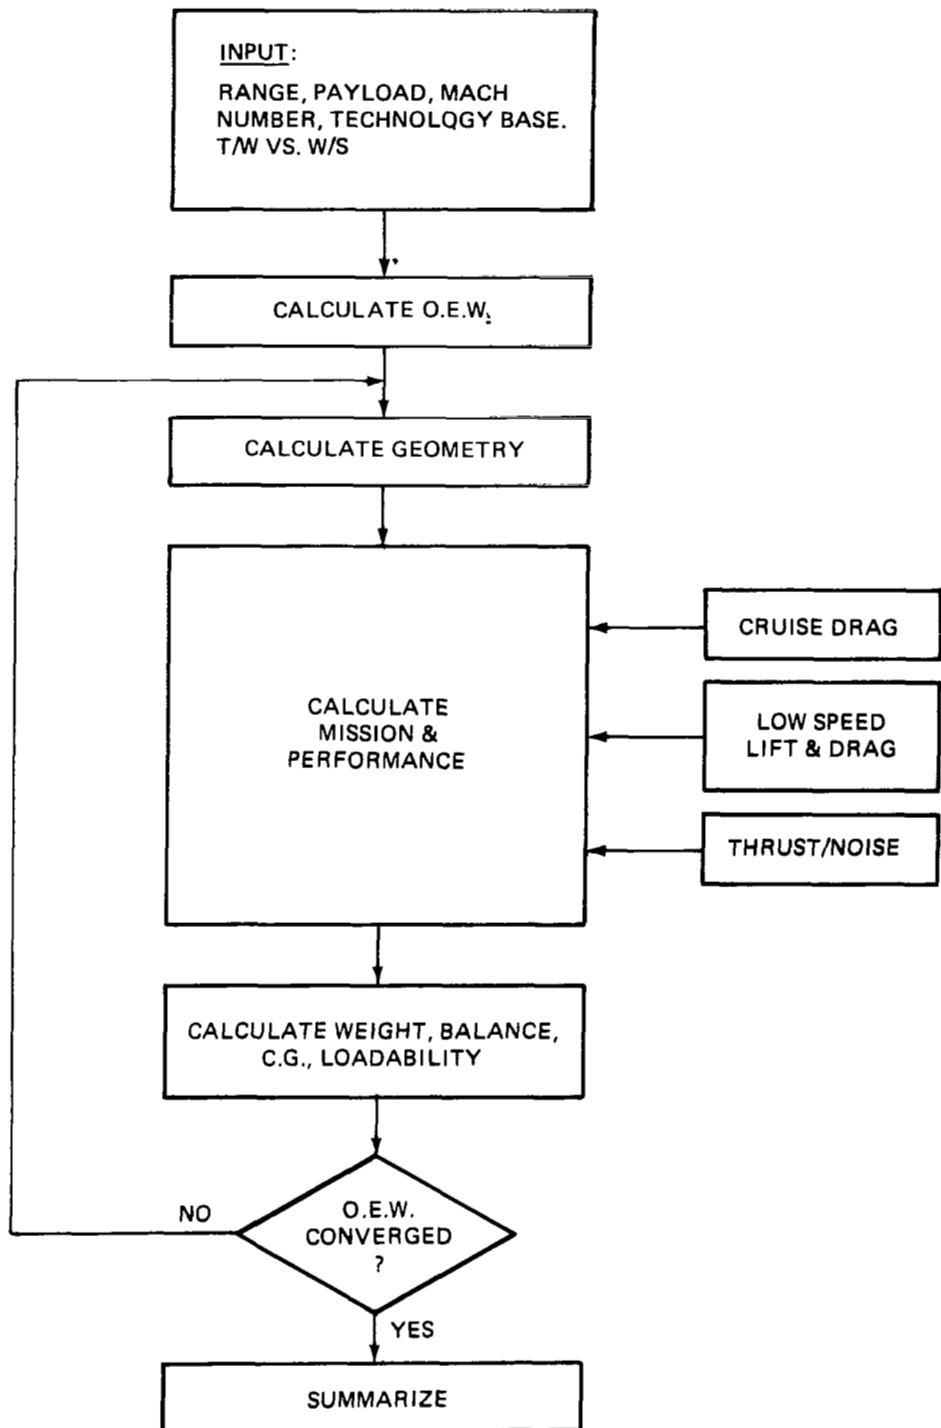 INPUT:
RANGE, PAYLOAD, MACH
NUMBER, TECHNOLQGY BASE.
T/W VS. W/S
CALCULATE O.E.W.
CALCULATE GEOMETRY
CALCULATE
MISSION &
PERFORMANCE
CRUISE DRAG
LOW SPEED
LIFT & DRAG
THRUST/NOISE
CALCULATE WEIGHT, BALANCE,
C.G., LOADABILITY
O.E.W.
CONVERGED
?
NO
YES
SUMMARIZE